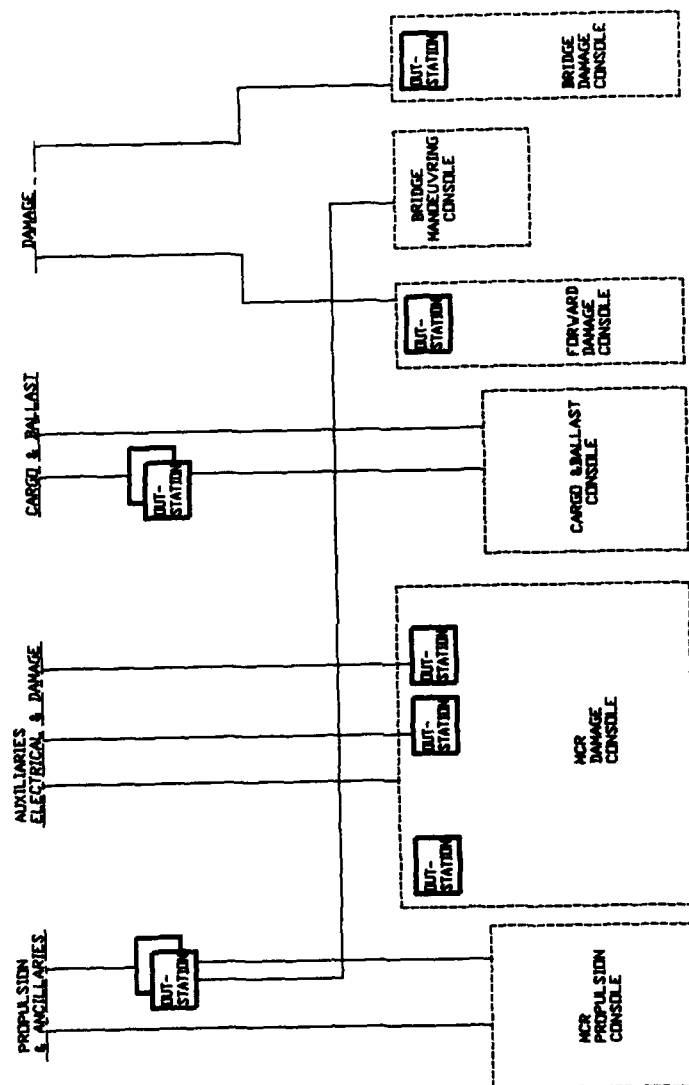 PROPULSION
& ANCILLARIES
AUXILIARIES
ELECTRICAL & DAMAGE
CARGO & BALLAST
DAMAGE
OUT-
STATION
OUT-
STATION
OUT-
STATION
OUT-
STATION
OUT-
STATION
OUT-
STATION
OUT-
STATION
MCR
PROPULSION
CONSOLE
MCR
DAMAGE
CONSOLE
CARGO &BALLAST
CONSOLE
FORWARD
DAMAGE
CONSOLE
BRIDGE
MANOEUVRING
CONSOLE
BRIDGE
DAMAGE
CONSOLE